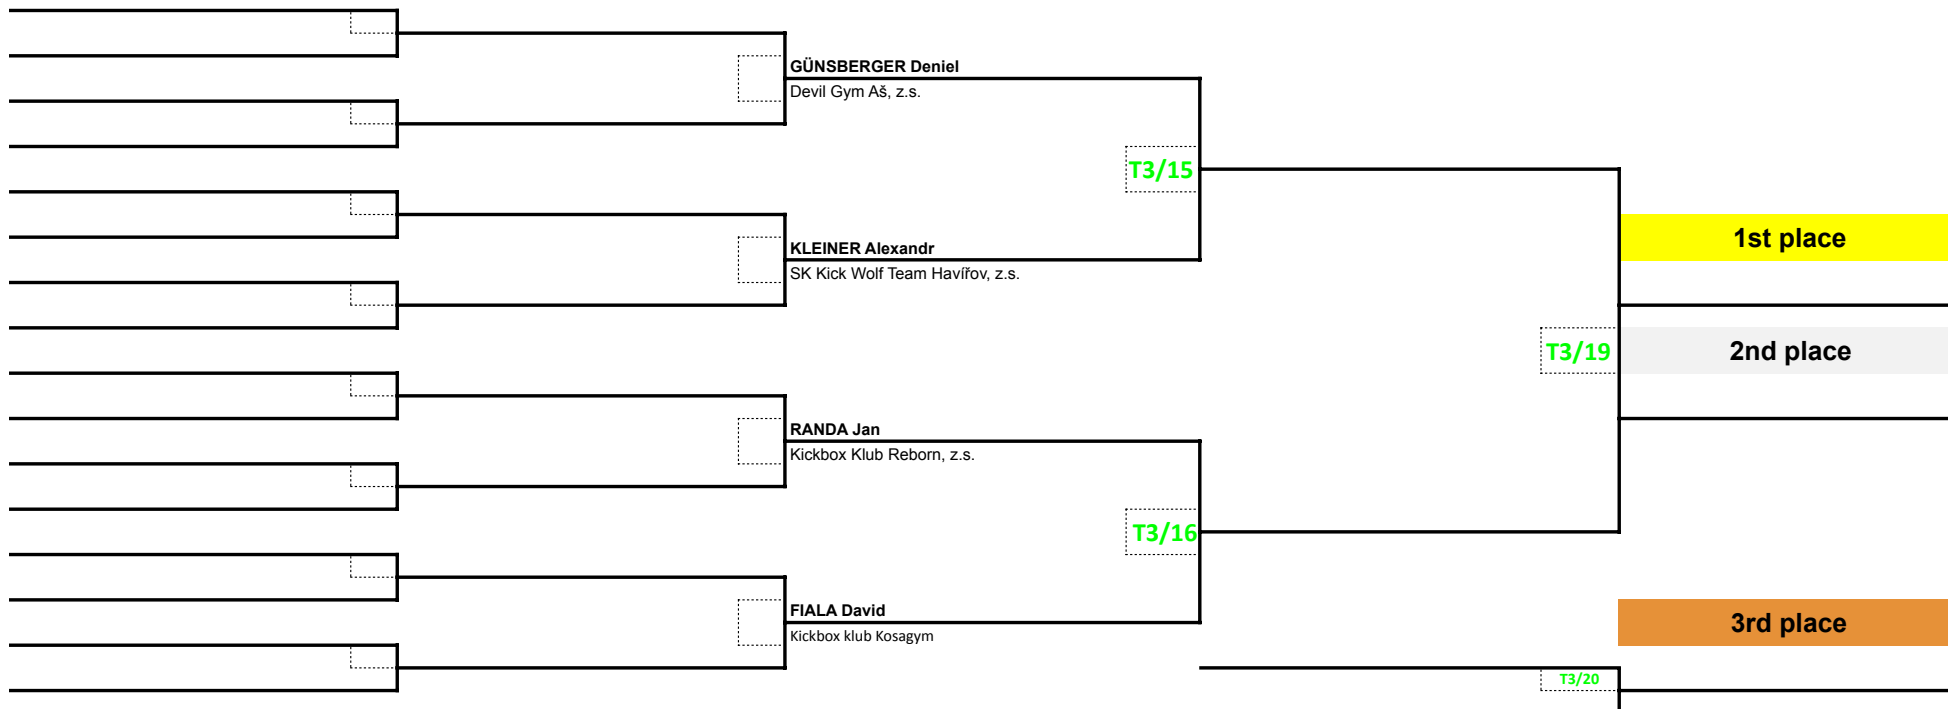 GÜNSBERGER Deniel
Devil Gym Aš, z.s.
T3/15
KLEINER Alexandr
SK Kick Wolf Team Havířov, z.s.
1st place
T3/19
2nd place
RANDA Jan
Kickbox Klub Reborn, z.s.
T3/16
FIALA David
Kickbox klub Kosagym
3rd place
T3/20